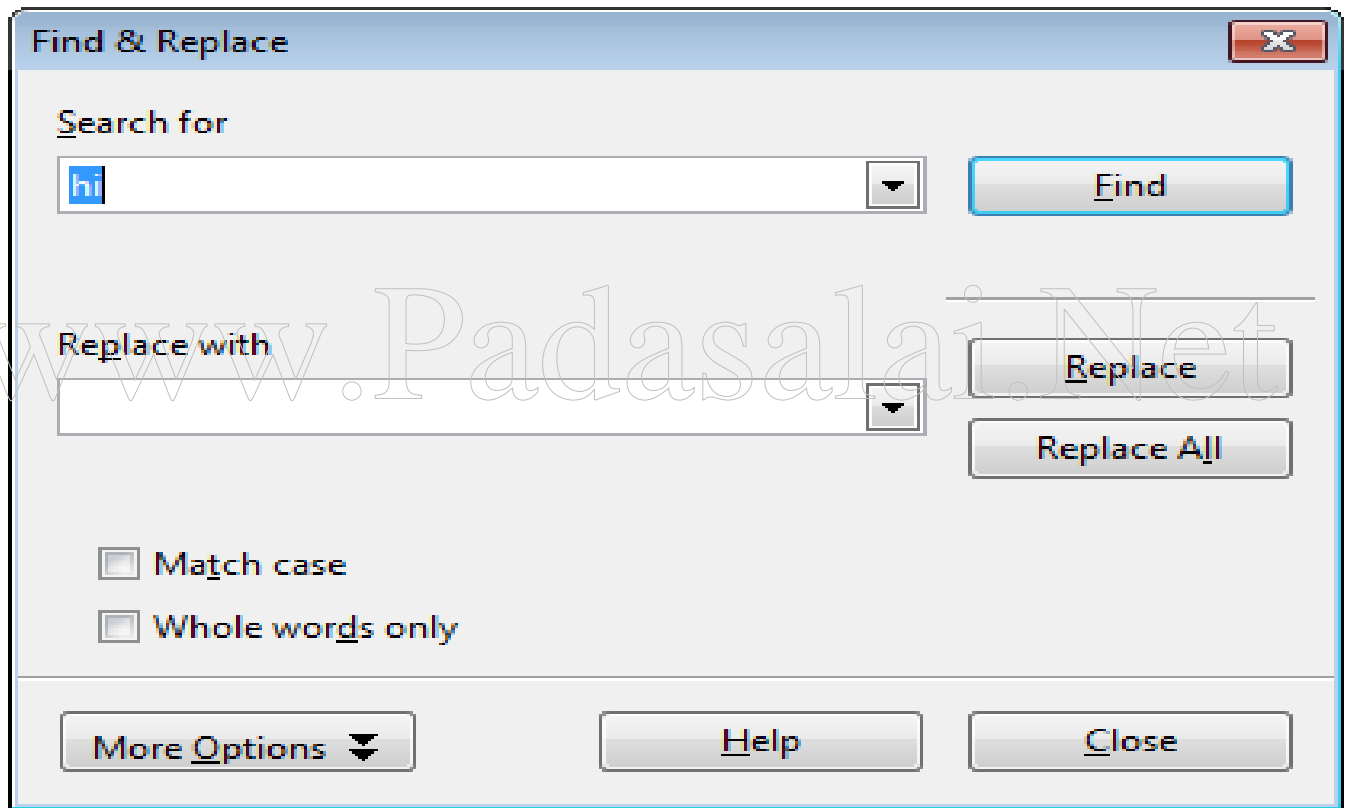 Find & Replace
Search for
hi
Find
www.Padasalai.Net
Replace with
Replace
Replace All
Match case
Whole words only
More Options
Help
Close